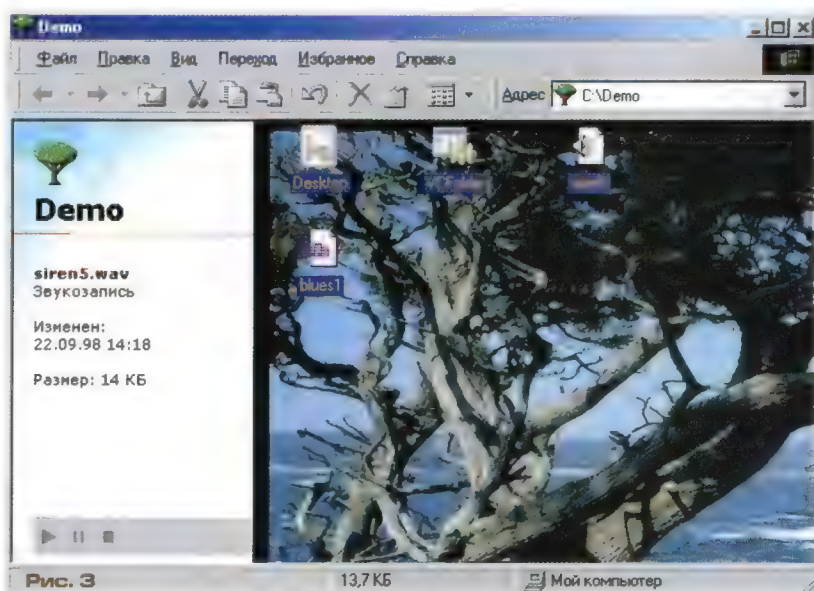 Demo
Файл Правка Вид Переход Избранное Справка
Адрес C:\Demo
Demo
siren5.wav
Звукозапись
Изменен:
22.09.98 14:18
Размер: 14 КБ
Desktop
blues1
Рис. 3 13,7 КБ Мой компьютер